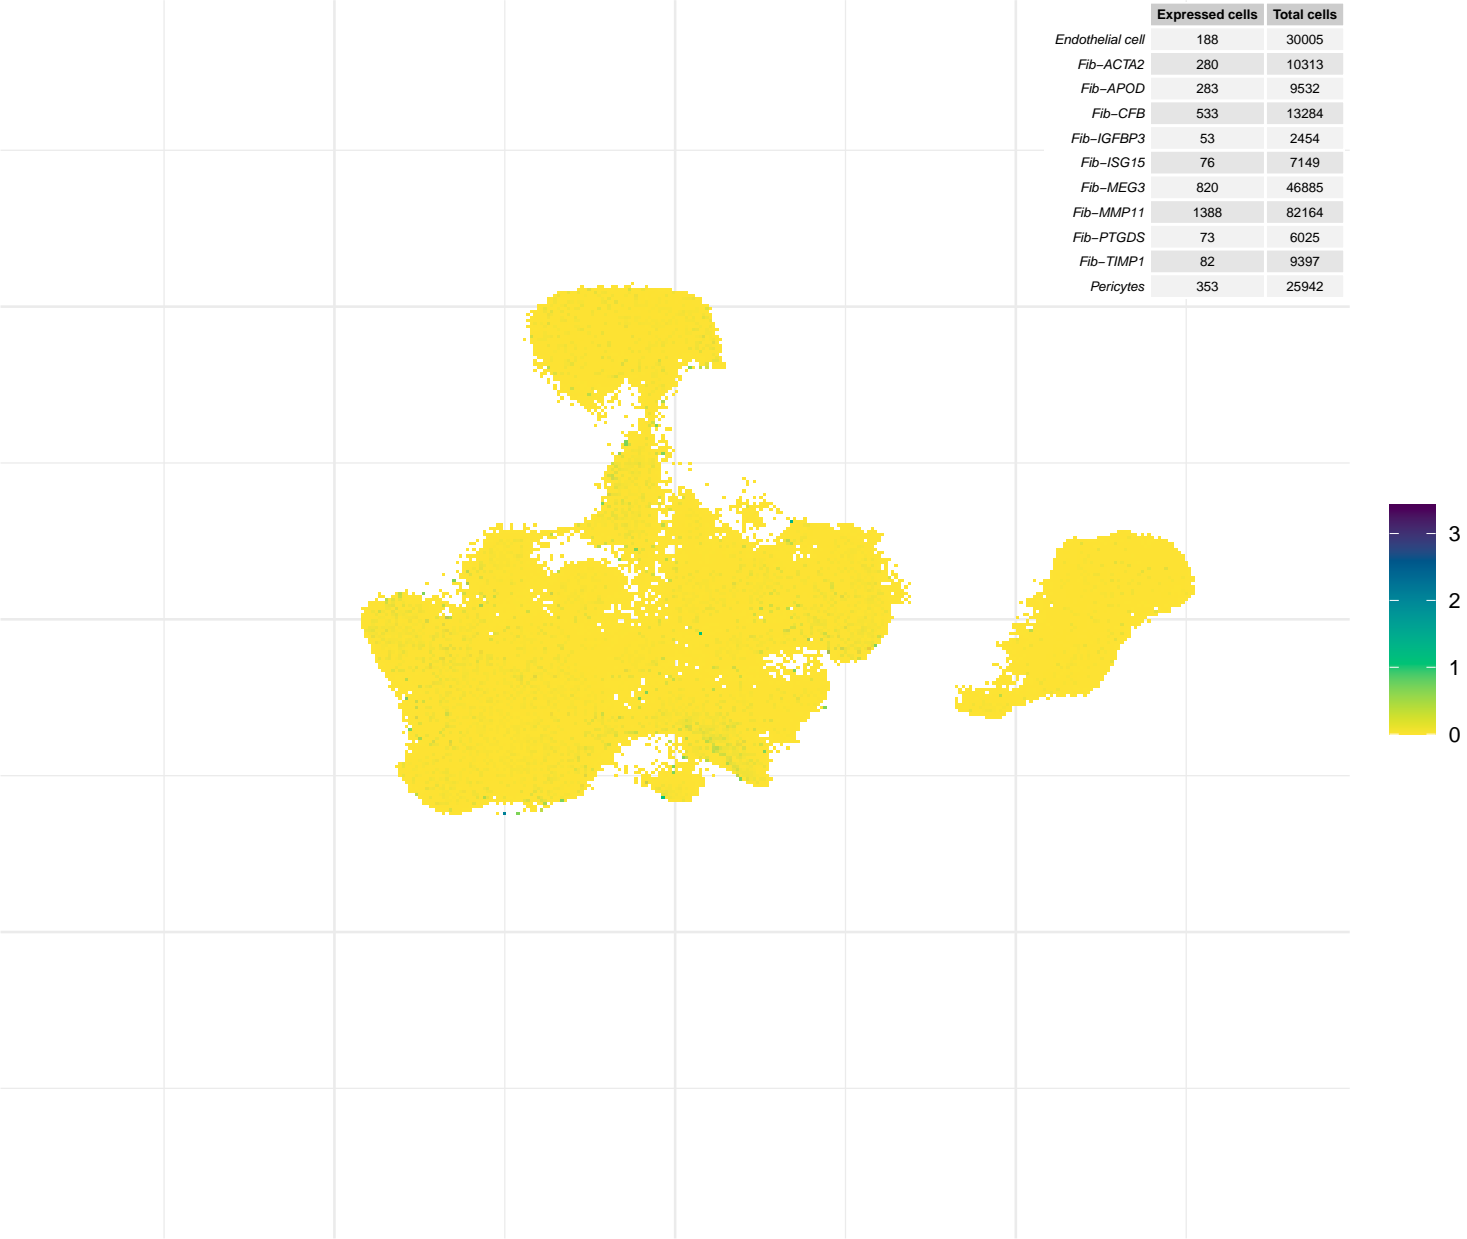 Expressed cells Total cells
Endothelial cell 188 30005
Fib−ACTA2 280 10313
Fib−APOD 283 9532
Fib−CFB 533 13284
Fib−IGFBP3 53 2454
Fib−ISG15 76 7149
Fib−MEG3 820 46885
Fib−MMP11 1388 82164
Fib−PTGDS 73 6025
Fib−TIMP1 82 9397
Pericytes 353 25942
3
2
1
0